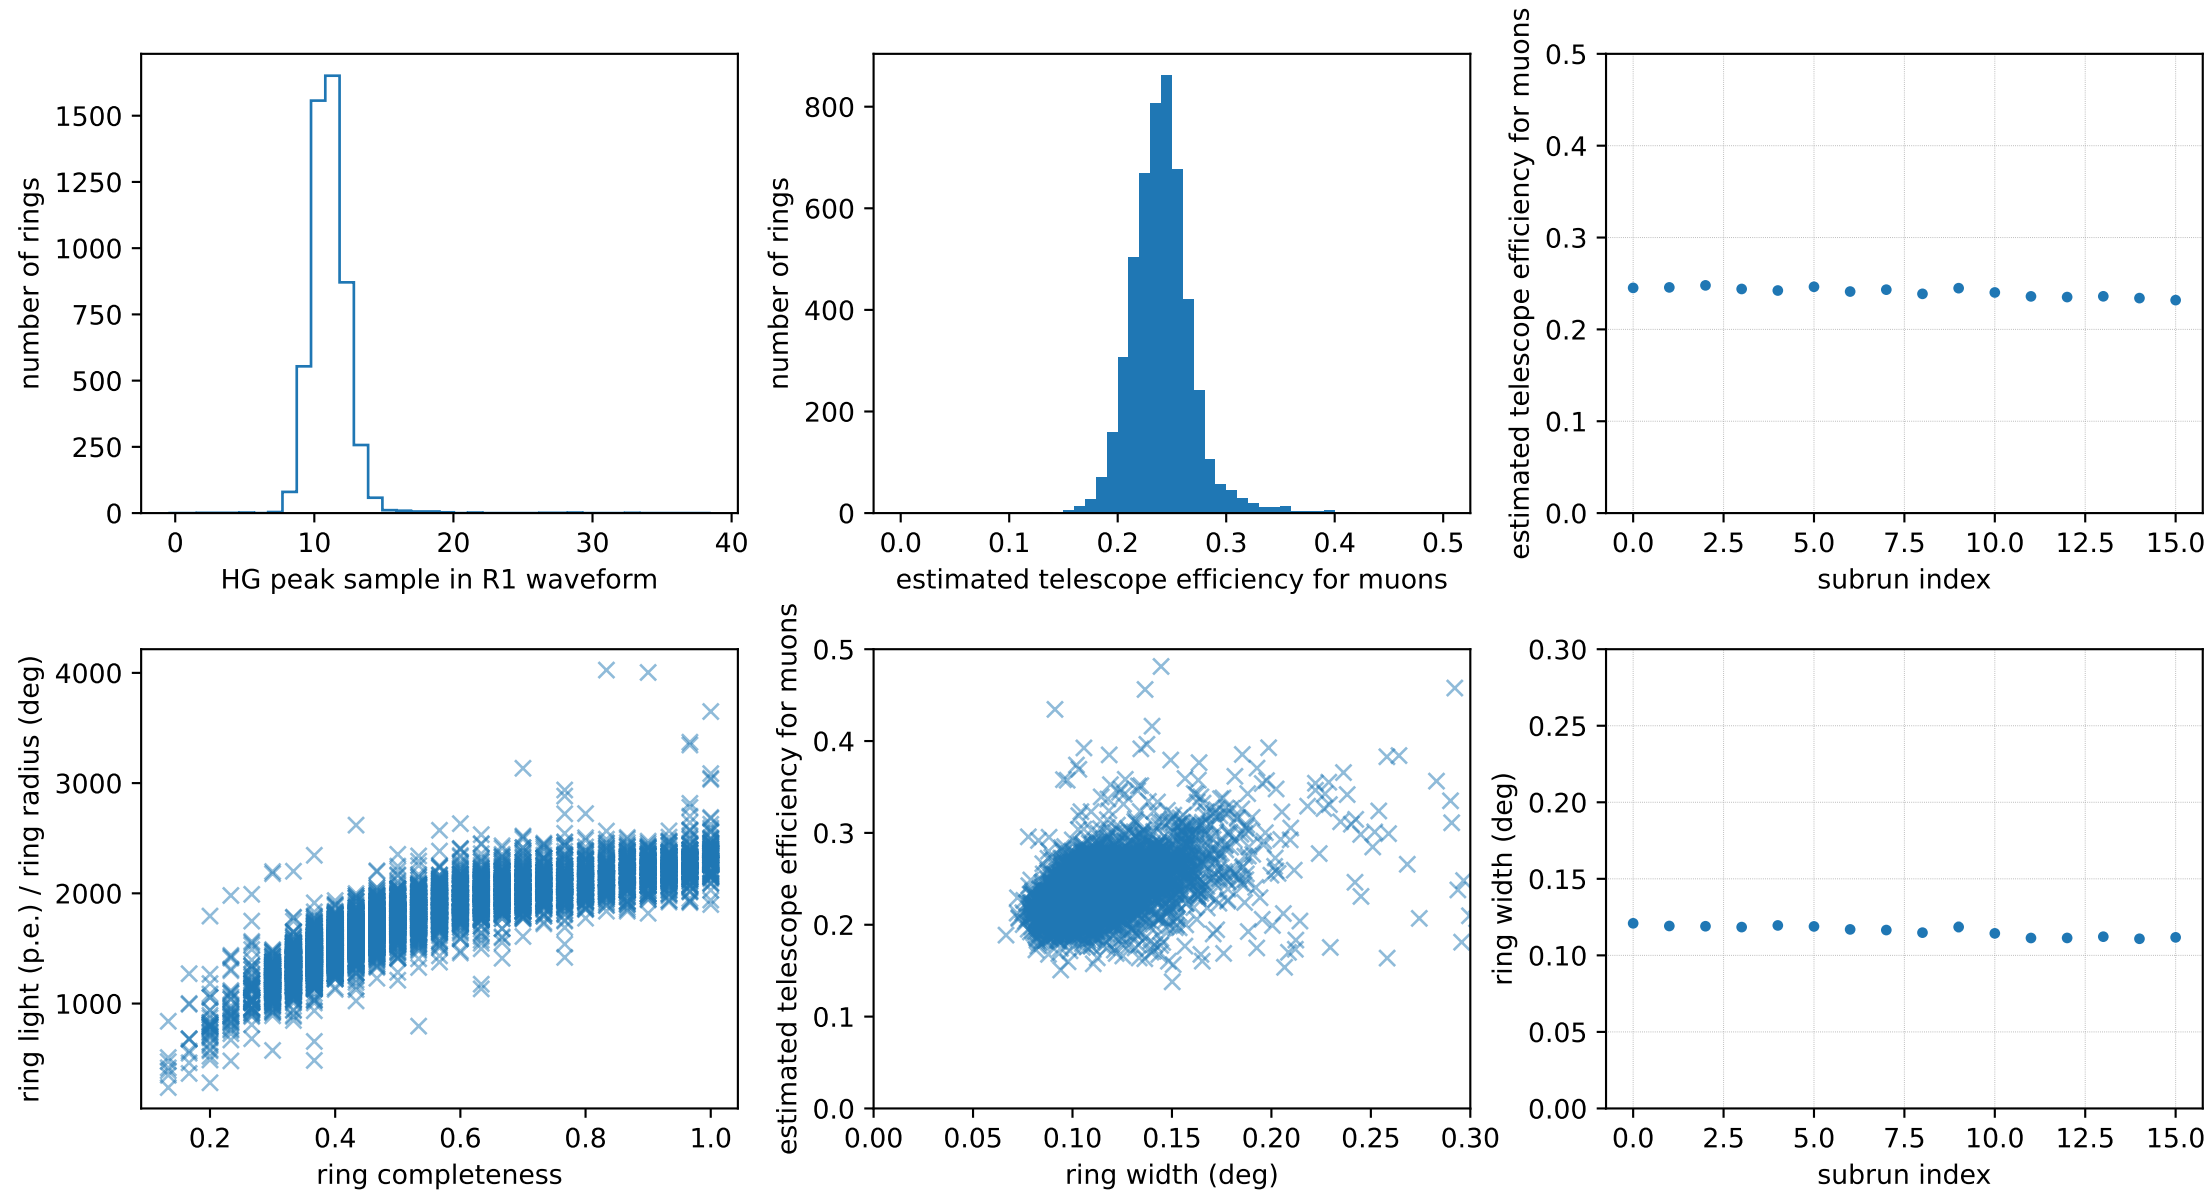 number of rings
1500
1250
1000
750
500
250
0
0 10 20 30 40
HG peak sample in R1 waveform
number of rings
800
600
400
200
0
0.0 0.1 0.2 0.3 0.4 0.5
estimated telescope efficiency for muons
estimated telescope efficiency for muons
0.5
0.4
0.3
0.2
0.1
0.0
0.0 2.5 5.0 7.5 10.0 12.5 15.0
subrun index
ring light (p.e.) / ring radius (deg)
4000
3000
2000
1000
0.2 0.4 0.6 0.8 1.0
ring completeness
estimated telescope efficiency for muons
0.5
0.4
0.3
0.2
0.1
0.0
0.00 0.05 0.10 0.15 0.20 0.25 0.30
ring width (deg)
ring width (deg)
0.30
0.25
0.20
0.15
0.10
0.05
0.00
0.0 2.5 5.0 7.5 10.0 12.5 15.0
subrun index